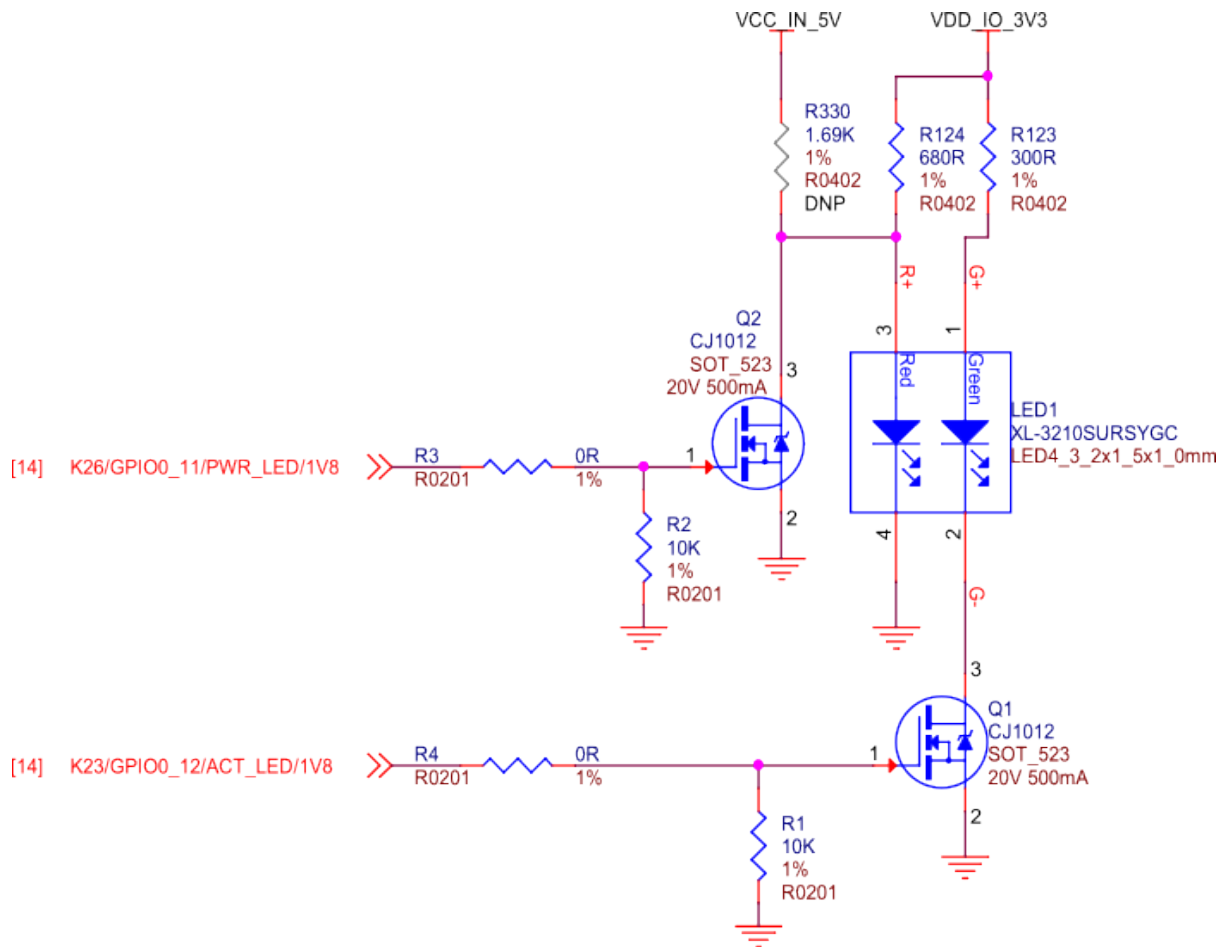 VCC_IN_5V
VDD_IO_3V3
R330
1.69K
1%
R0402
DNP
R124
680R
1%
R0402
R123
300R
1%
R0402
R+
G+
Q2
CJ1012
SOT_523
20V 500mA
3
1
2
3
1
Red
Green
4
2
LED1
XL-3210SURSYGC
LED4_3_2x1_5x1_0mm
[14] K26/GPIO0_11/PWR_LED/1V8
R3
R0201
0R
1%
R2
10K
1%
R0201
G-
3
1
2
Q1
CJ1012
SOT_523
20V 500mA
[14] K23/GPIO0_12/ACT_LED/1V8
R4
R0201
0R
1%
R1
10K
1%
R0201